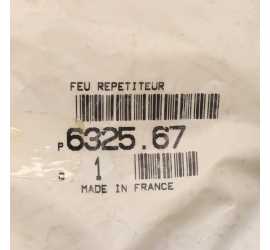 FEU REPETITEUR
P 6325.67
Q 1
MADE IN FRANCE